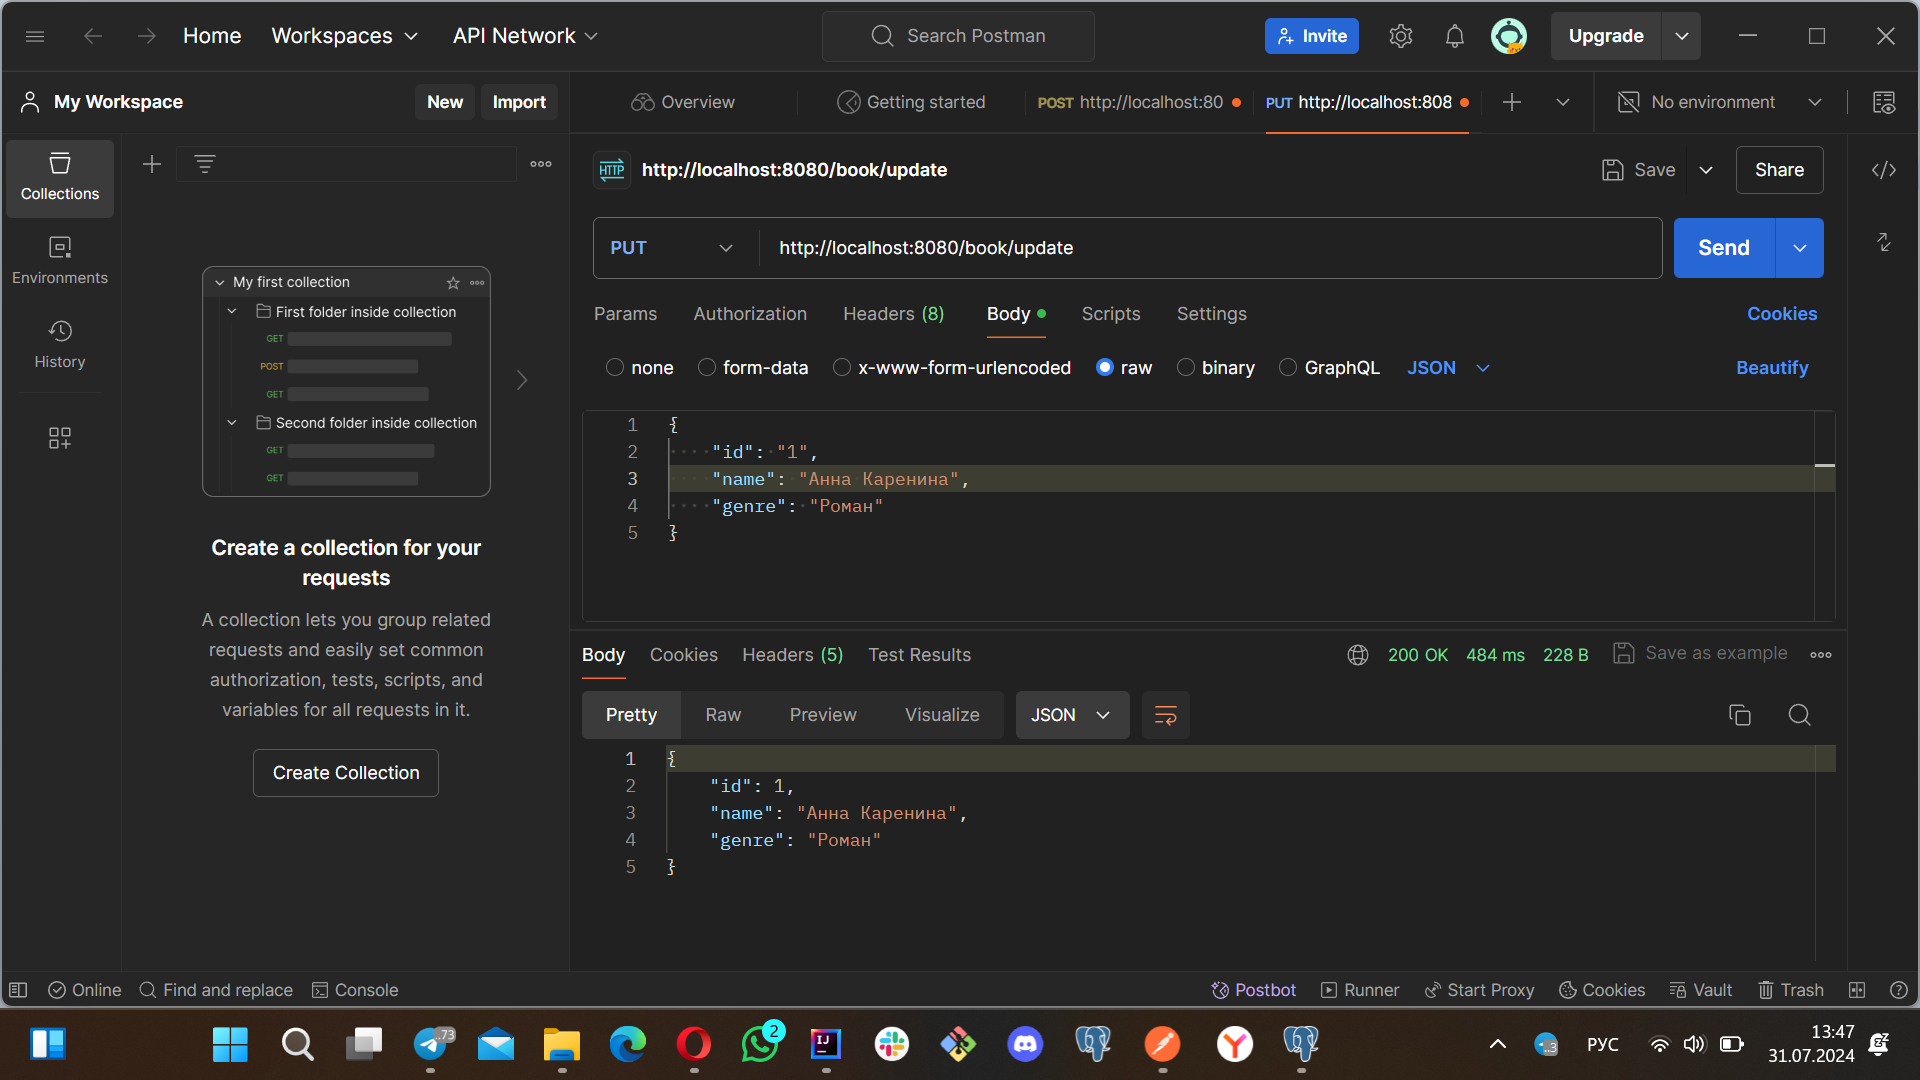 Home Workspaces API Network Search Postman Invite Upgrade
My Workspace New Import Overview Getting started POST http://localhost:80 PUT http://localhost:808 No environment
Collections
Environments
History
My first collection
First folder inside collection
GET
POST
GET
Second folder inside collection
GET
GET
Create a collection for your
requests
A collection lets you group related
requests and easily set common
authorization, tests, scripts, and
variables for all requests in it.
Create Collection
HTTP http://localhost:8080/book/update Save Share
PUT http://localhost:8080/book/update Send
Params Authorization Headers (8) Body Scripts Settings Cookies
none form-data x-www-form-urlencoded raw binary GraphQL JSON Beautify
1 {
2 "id": "1",
3 "name": "Анна Каренина",
4 "genre": "Роман"
5 }
Body Cookies Headers (5) Test Results 200 OK 484 ms 228 B Save as example
Pretty Raw Preview Visualize JSON
1 {
2 "id": 1,
3 "name": "Анна Каренина",
4 "genre": "Роман"
5 }
Online Find and replace Console Postbot Runner Start Proxy Cookies Vault Trash
..73 2 IJ ..3 РУС 13:47
31.07.2024